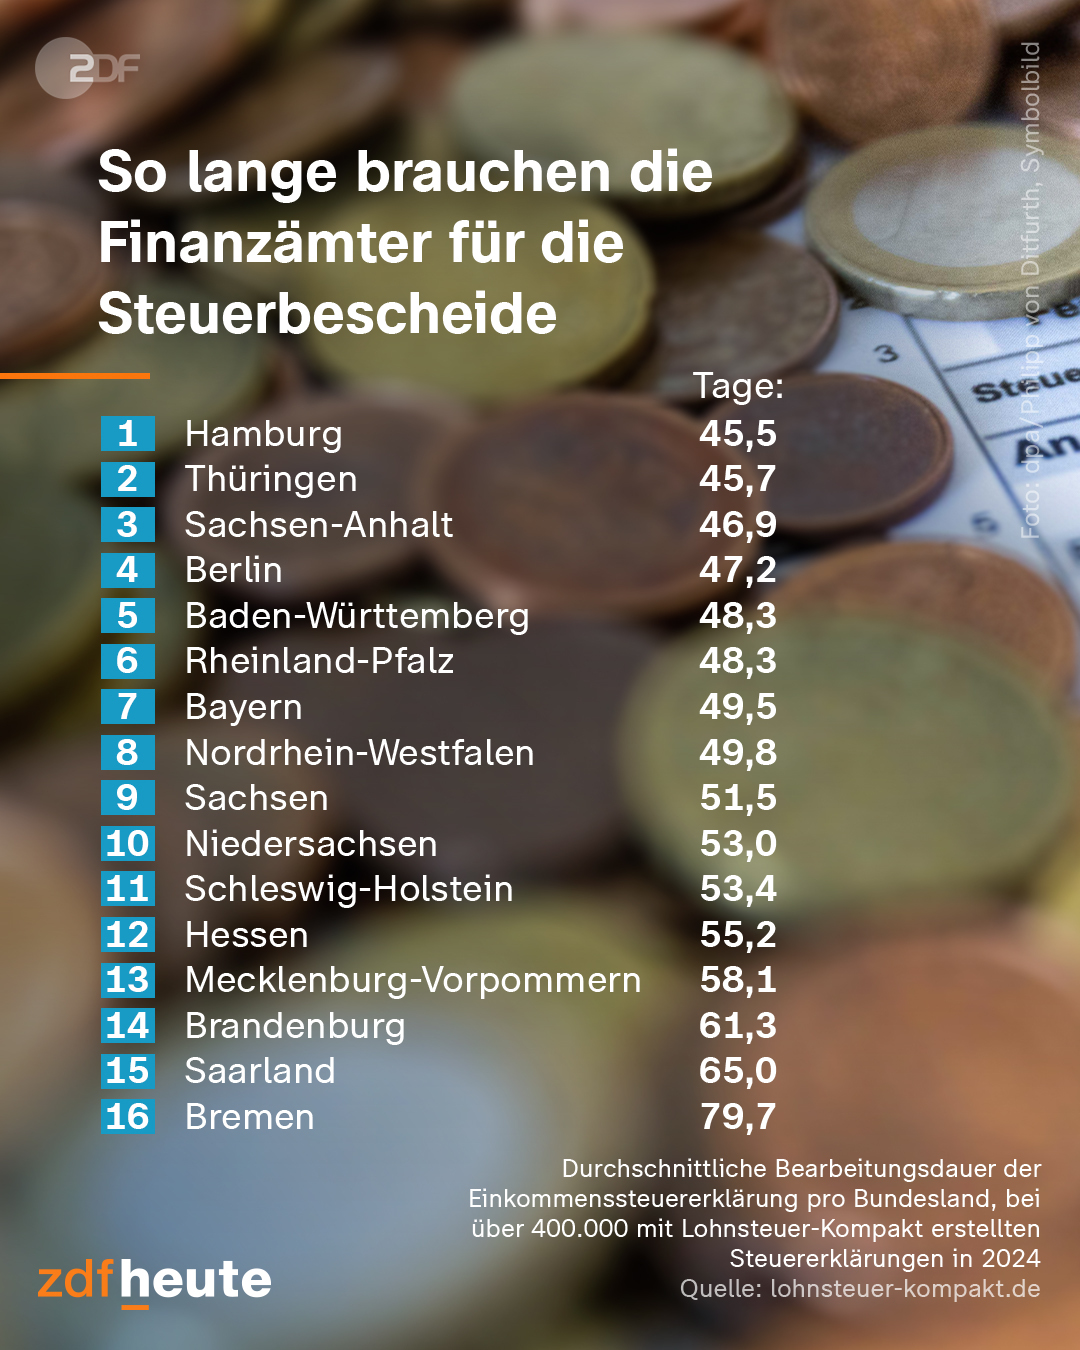 ZDF
So lange brauchen die
Finanzämter für die
Steuerbescheide
Tage:
1 Hamburg 45,5
2 Thüringen 45,7
3 Sachsen-Anhalt 46,9
4 Berlin 47,2
5 Baden-Württemberg 48,3
6 Rheinland-Pfalz 48,3
7 Bayern 49,5
8 Nordrhein-Westfalen 49,8
9 Sachsen 51,5
10 Niedersachsen 53,0
11 Schleswig-Holstein 53,4
12 Hessen 55,2
13 Mecklenburg-Vorpommern 58,1
14 Brandenburg 61,3
15 Saarland 65,0
16 Bremen 79,7
Durchschnittliche Bearbeitungsdauer der
Einkommenssteuererklärung pro Bundesland, bei
über 400.000 mit Lohnsteuer-Kompakt erstellten
Steuererklärungen in 2024
Quelle: lohnsteuer-kompakt.de
zdfheute
Foto: dpa/Philipp von Ditfurth, Symbolbild
3
5